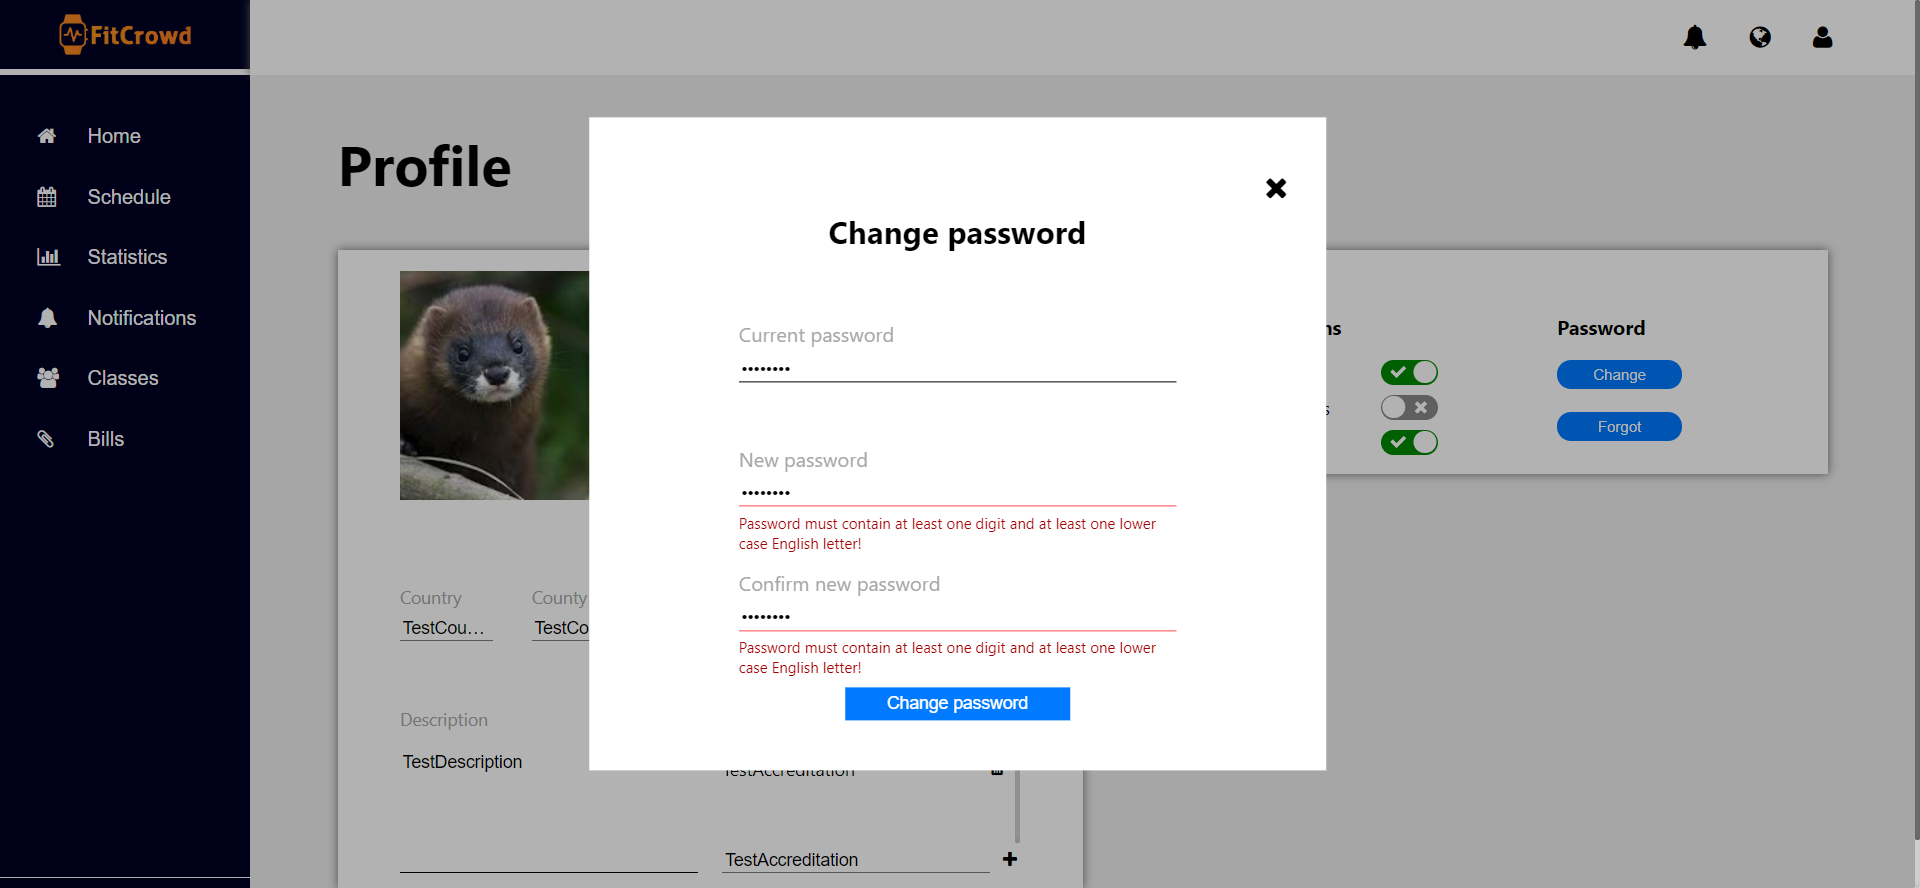 FitCrowd
Home
Schedule
Statistics
Notifications
Classes
Bills
Profile
Country
TestCou...
County
TestCo
Description
TestDescription
TestAccreditation
TestAccreditation
Change password
Current password
••••••••
New password
••••••••
Password must contain at least one digit and at least one lower
case English letter!
Confirm new password
••••••••
Password must contain at least one digit and at least one lower
case English letter!
Change password
ns
s
Password
Change
Forgot